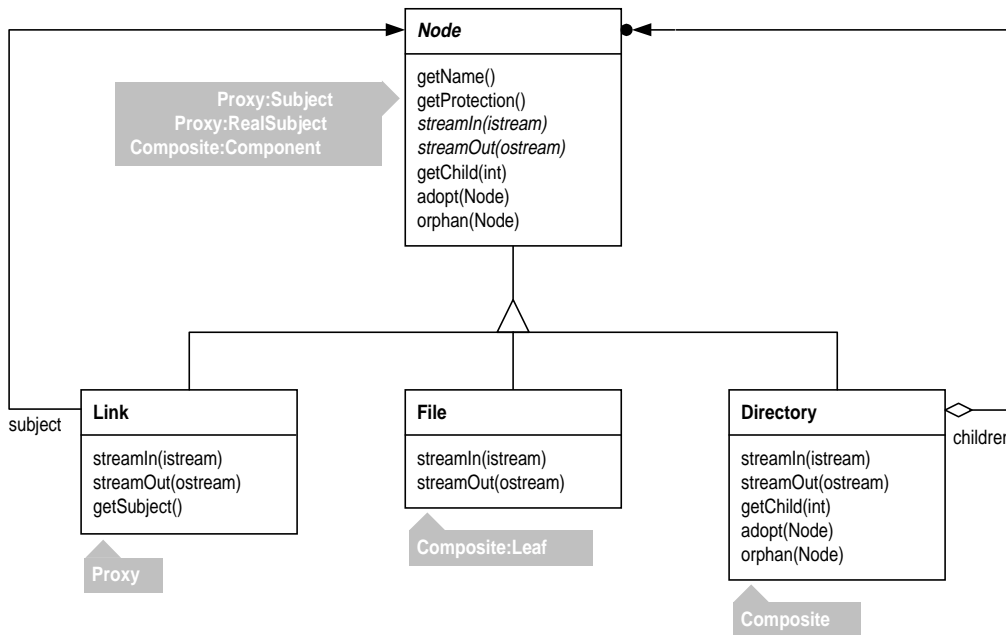 Node
getName()
getProtection()
streamIn(istream)
streamOut(ostream)
getChild(int)
adopt(Node)
orphan(Node)
Proxy:Subject
Proxy:RealSubject
Composite:Component
subject
Link
streamIn(istream)
streamOut(ostream)
getSubject()
Proxy
File
streamIn(istream)
streamOut(ostream)
Composite:Leaf
Directory
streamIn(istream)
streamOut(ostream)
getChild(int)
adopt(Node)
orphan(Node)
Composite
children